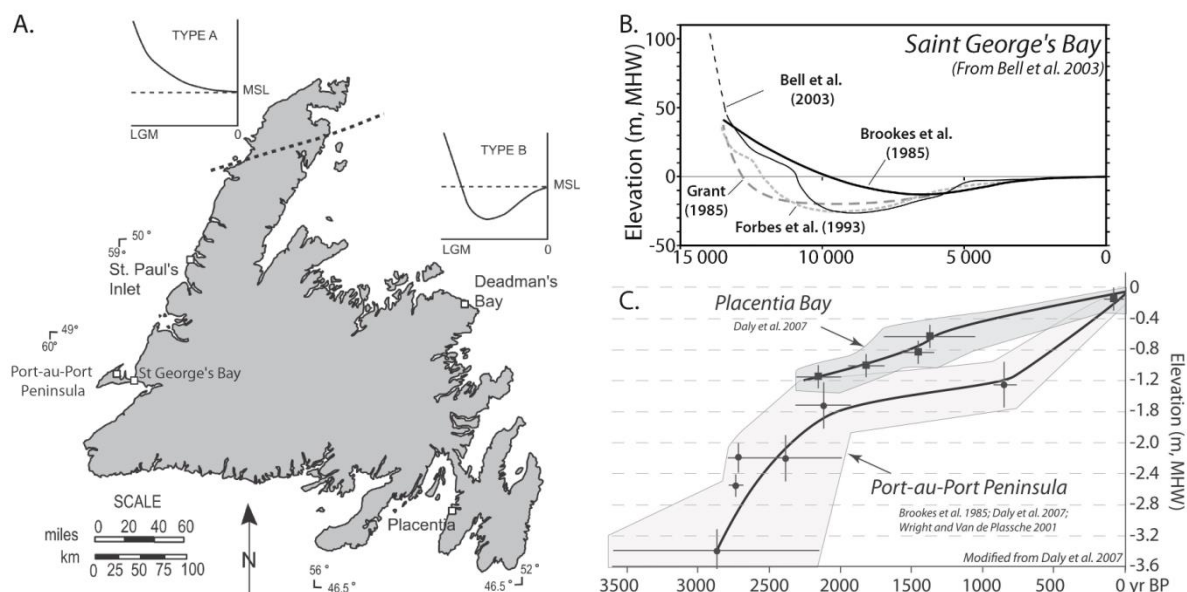 A.
TYPE A
MSL
LGM 0
TYPE B
MSL
LGM 0
50°
59°
St. Paul's
Inlet
Deadman's
Bay
49°
60°
Port-au-Port
Peninsula
St George's Bay
Placentia
SCALE
0 20 40 60
miles
km
0 25 50 75 100
N
56°
46.5°
52°
46.5°
B.
Saint George's Bay
(From Bell et al. 2003)
Elevation (m, MHW)
100
50
0
-50
Bell et al.
(2003)
Brookes et al.
(1985)
Grant
(1985)
Forbes et al. (1993)
15 000 10 000 5 000 0
C.
Placentia Bay
Daly et al. 2007
Port-au-Port Peninsula
Brookes et al. 1985; Daly et al. 2007;
Wright and Van de Plassche 2001
Modified from Daly et al. 2007
0
-0.4
-0.8
-1.2
-1.8
-2.0
-2.4
-2.8
-3.2
-3.6
Elevation (m, MHW)
3500 3000 2500 2000 1500 1000 500 0 yr BP